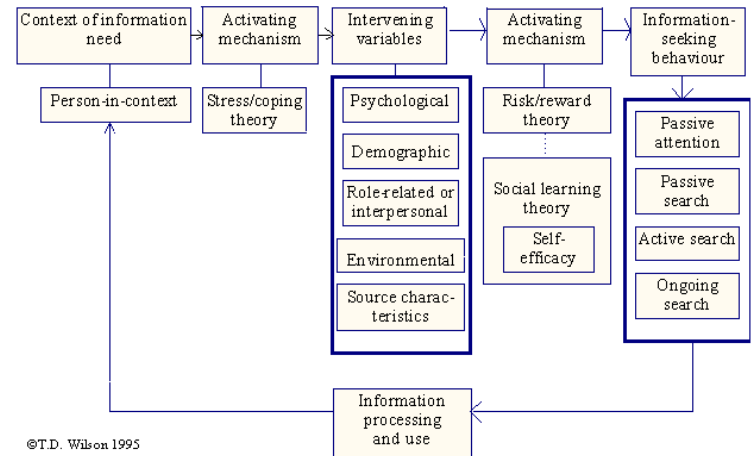 Context of information
need
Activating
mechanism
Intervening
variables
Activating
mechanism
Information-
seeking
behaviour
Person-in-context
Stress/coping
theory
Psychological
Demographic
Role-related or
interpersonal
Environmental
Source charac-
teristics
Risk/reward
theory
Social learning
theory
Self-
efficacy
Passive
attention
Passive
search
Active search
Ongoing
search
Information
processing
and use
©T.D. Wilson 1995